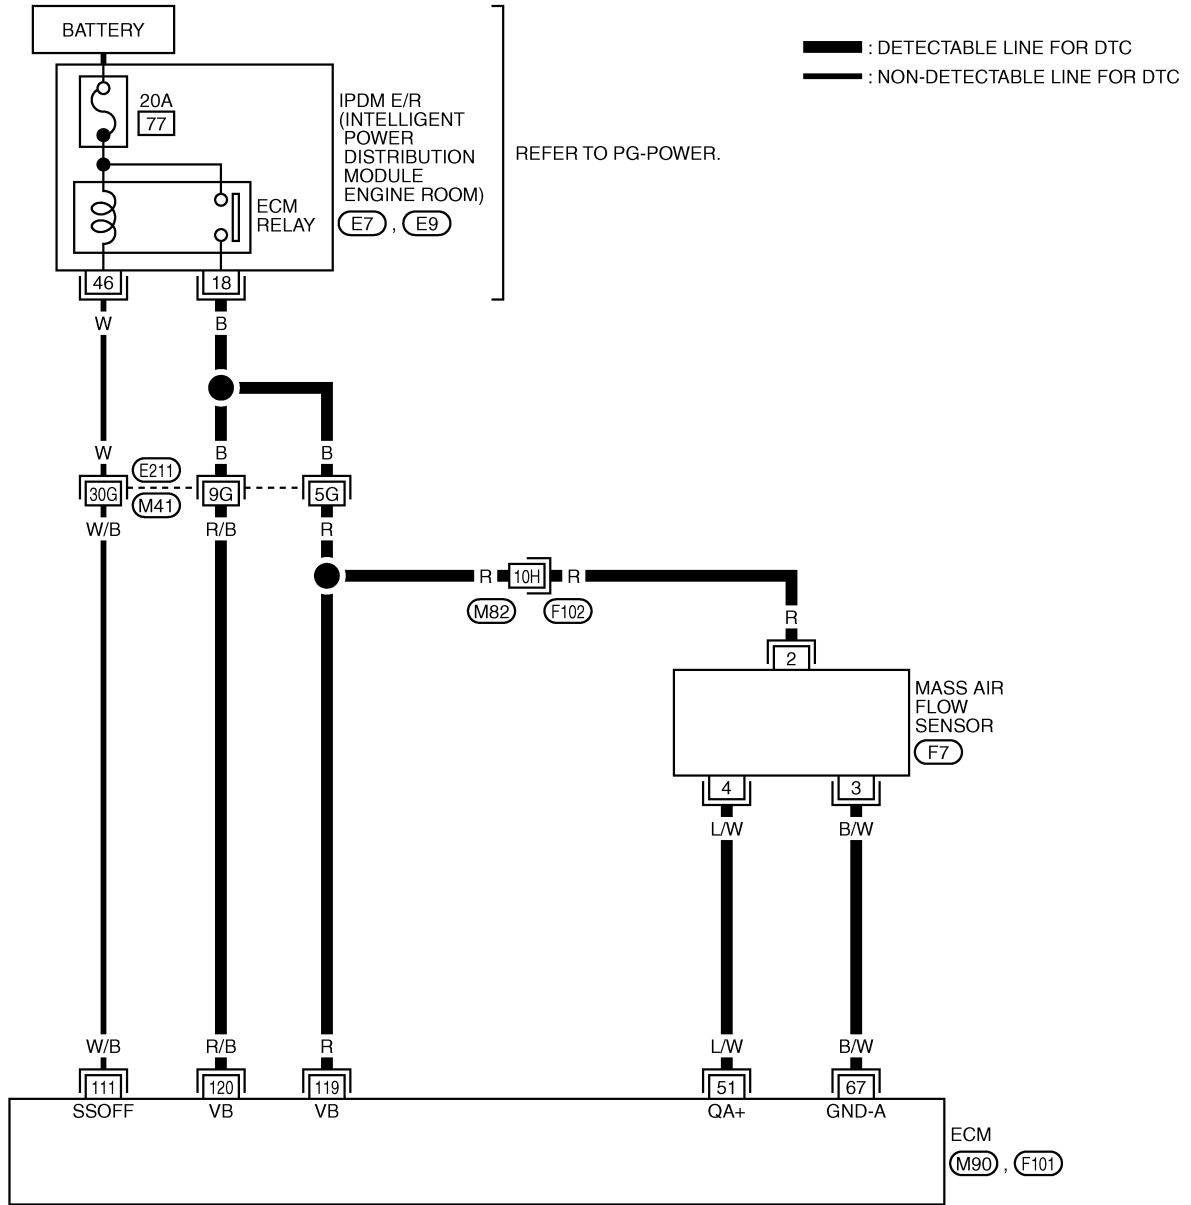 BATTERY
: DETECTABLE LINE FOR DTC
: NON-DETECTABLE LINE FOR DTC
20A
77
IPDM E/R
(INTELLIGENT
POWER
DISTRIBUTION
MODULE
ENGINE ROOM)
E7 , E9
REFER TO PG-POWER.
ECM
RELAY
46 18
W B
W B B
E211
30G 9G 5G
M41
W/B R/B R
R 10H R
M82 F102
R
2
MASS AIR
FLOW
SENSOR
F7
4 3
L/W B/W
W/B R/B R L/W B/W
111 120 119 51 67
SSOFF VB VB QA+ GND-A
ECM
M90 , F101